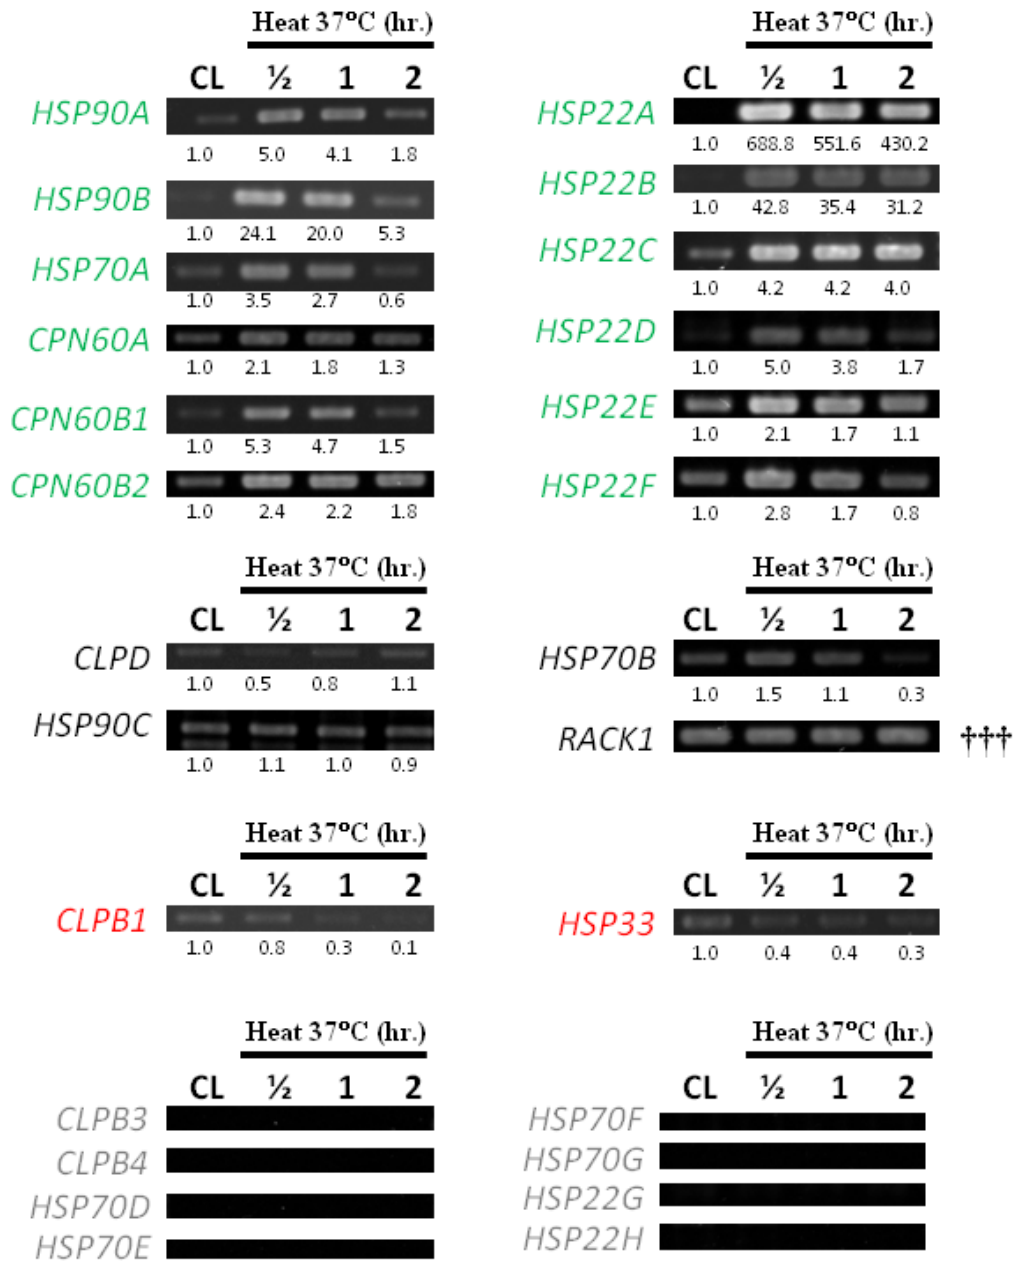 Heat 37°C (hr.)
CL ½ 1 2
HSP90A
1.0 5.0 4.1 1.8
HSP90B
1.0 24.1 20.0 5.3
HSP70A
1.0 3.5 2.7 0.6
CPN60A
1.0 2.1 1.8 1.3
CPN60B1
1.0 5.3 4.7 1.5
CPN60B2
1.0 2.4 2.2 1.8
Heat 37°C (hr.)
CL ½ 1 2
HSP22A
1.0 688.8 551.6 430.2
HSP22B
1.0 42.8 35.4 31.2
HSP22C
1.0 4.2 4.2 4.0
HSP22D
1.0 5.0 3.8 1.7
HSP22E
1.0 2.1 1.7 1.1
HSP22F
1.0 2.8 1.7 0.8
Heat 37°C (hr.)
CL ½ 1 2
CLPD
1.0 0.5 0.8 1.1
HSP90C
1.0 1.1 1.0 0.9
Heat 37°C (hr.)
CL ½ 1 2
HSP70B
1.0 1.5 1.1 0.3
RACK1 †††
Heat 37°C (hr.)
CL ½ 1 2
CLPB1
1.0 0.8 0.3 0.1
Heat 37°C (hr.)
CL ½ 1 2
HSP33
1.0 0.4 0.4 0.3
Heat 37°C (hr.)
CL ½ 1 2
CLPB3
CLPB4
HSP70D
HSP70E
Heat 37°C (hr.)
CL ½ 1 2
HSP70F
HSP70G
HSP22G
HSP22H